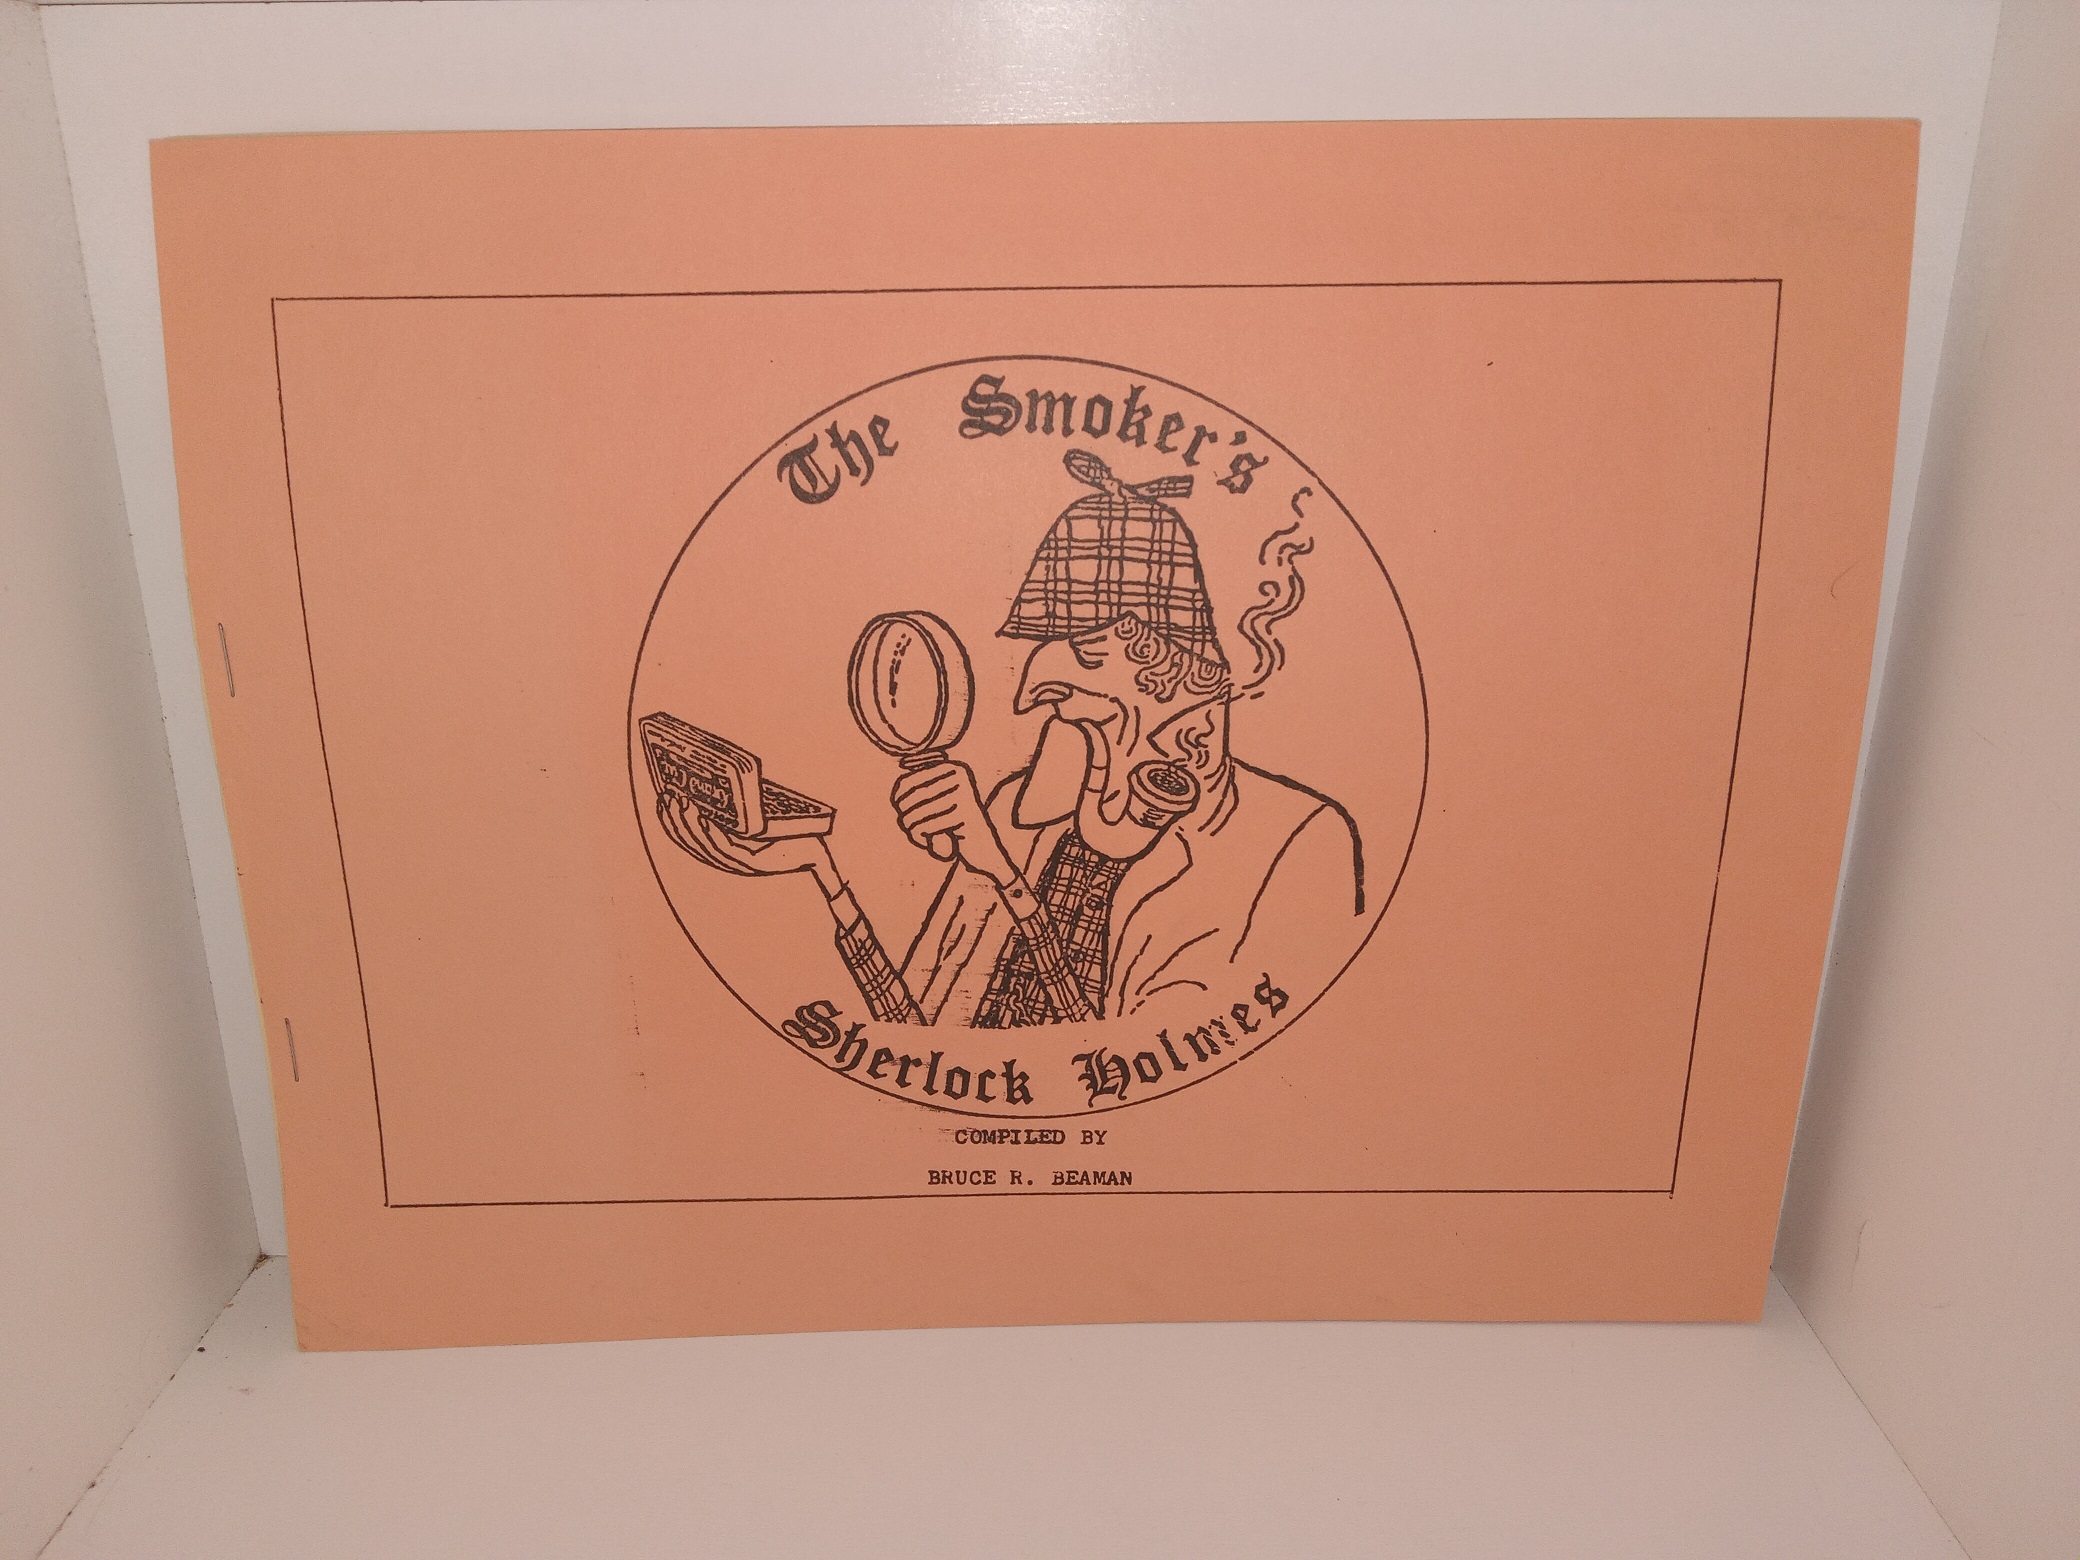 The Smoker's
Sherlock Holmes
COMPILED BY
BRUCE R. BEAMAN